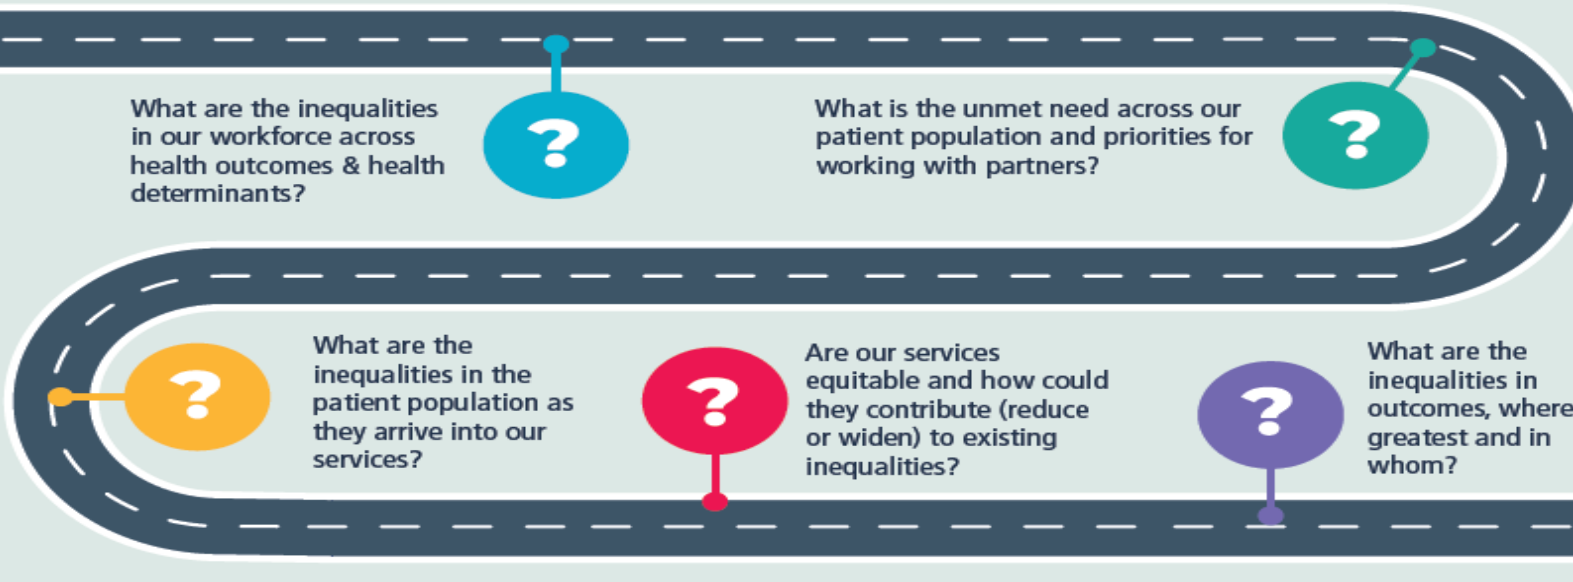 What are the inequalities
in our workforce across
health outcomes & health
determinants?
?
What is the unmet need across our
patient population and priorities for
working with partners?
?
?
What are the
inequalities in the
patient population as
they arrive into our
services?
?
Are our services
equitable and how could
they contribute (reduce
or widen) to existing
inequalities?
?
What are the
inequalities in
outcomes, where
greatest and in
whom?